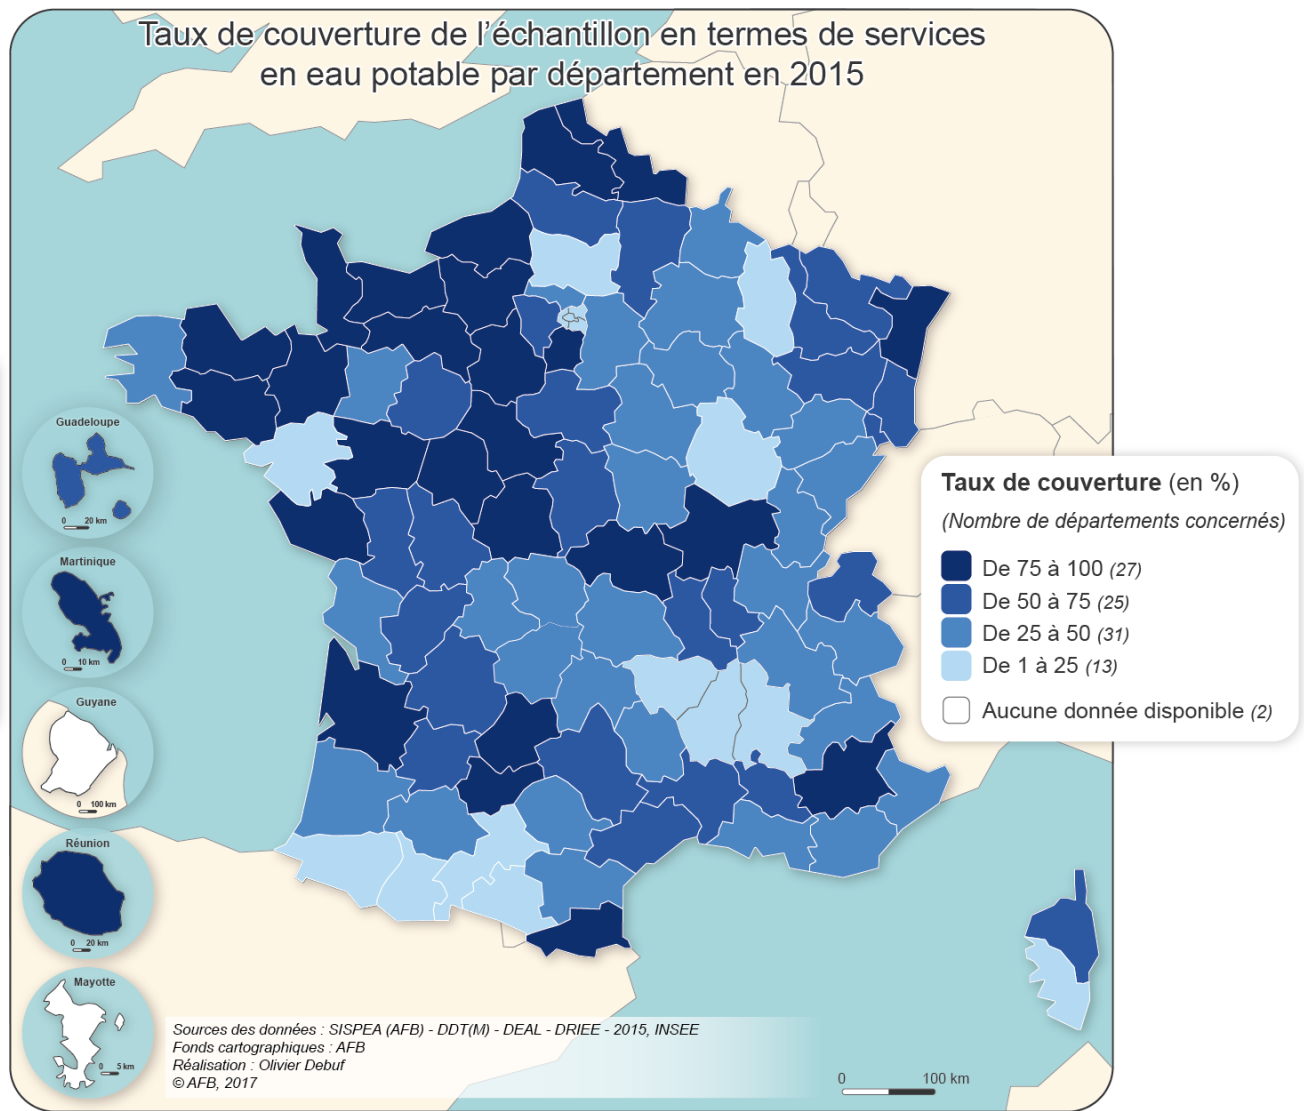 Taux de couverture de l'échantillon en termes de services
en eau potable par département en 2015
Guadeloupe
0 20 km
Martinique
0 10 km
Guyane
0 100 km
Réunion
0 20 km
Mayotte
0 5 km
Taux de couverture (en %)
(Nombre de départements concernés)
De 75 à 100 (27)
De 50 à 75 (25)
De 25 à 50 (31)
De 1 à 25 (13)
Aucune donnée disponible (2)
Sources des données : SISPEA (AFB) - DDT(M) - DEAL - DRIEE - 2015, INSEE
Fonds cartographiques : AFB
Réalisation : Olivier Debuf
© AFB, 2017
0 100 km